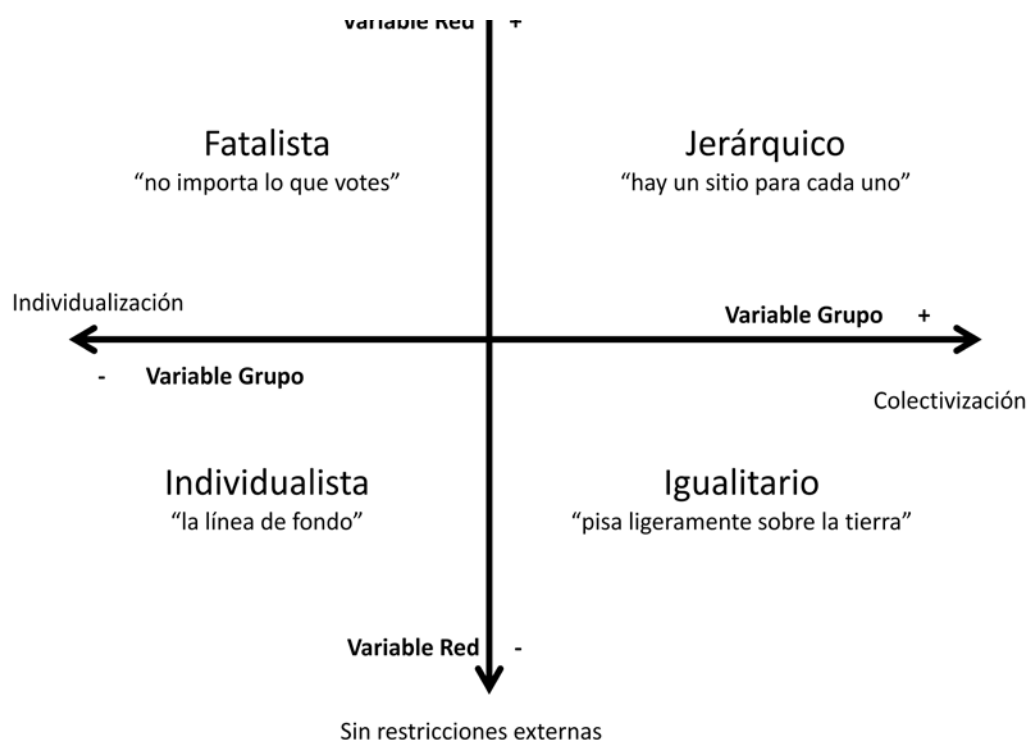 Variable Red +
Fatalista
“no importa lo que votes”
Jerárquico
“hay un sitio para cada uno”
Individualización
Variable Grupo +
- Variable Grupo
Colectivización
Individualista
“la línea de fondo”
Igualitario
“pisa ligeramente sobre la tierra”
Variable Red -
Sin restricciones externas